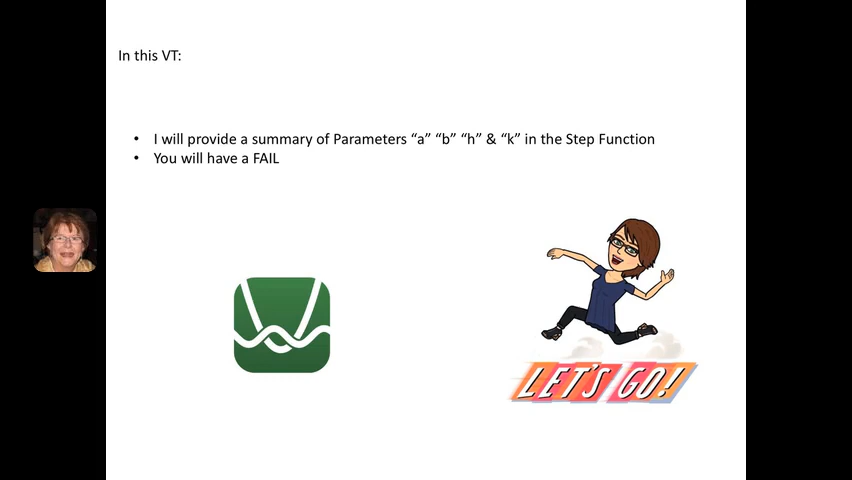 In this VT:
• I will provide a summary of Parameters “a” “b” “h” & “k” in the Step Function
• You will have a FAIL
LET'S GO!